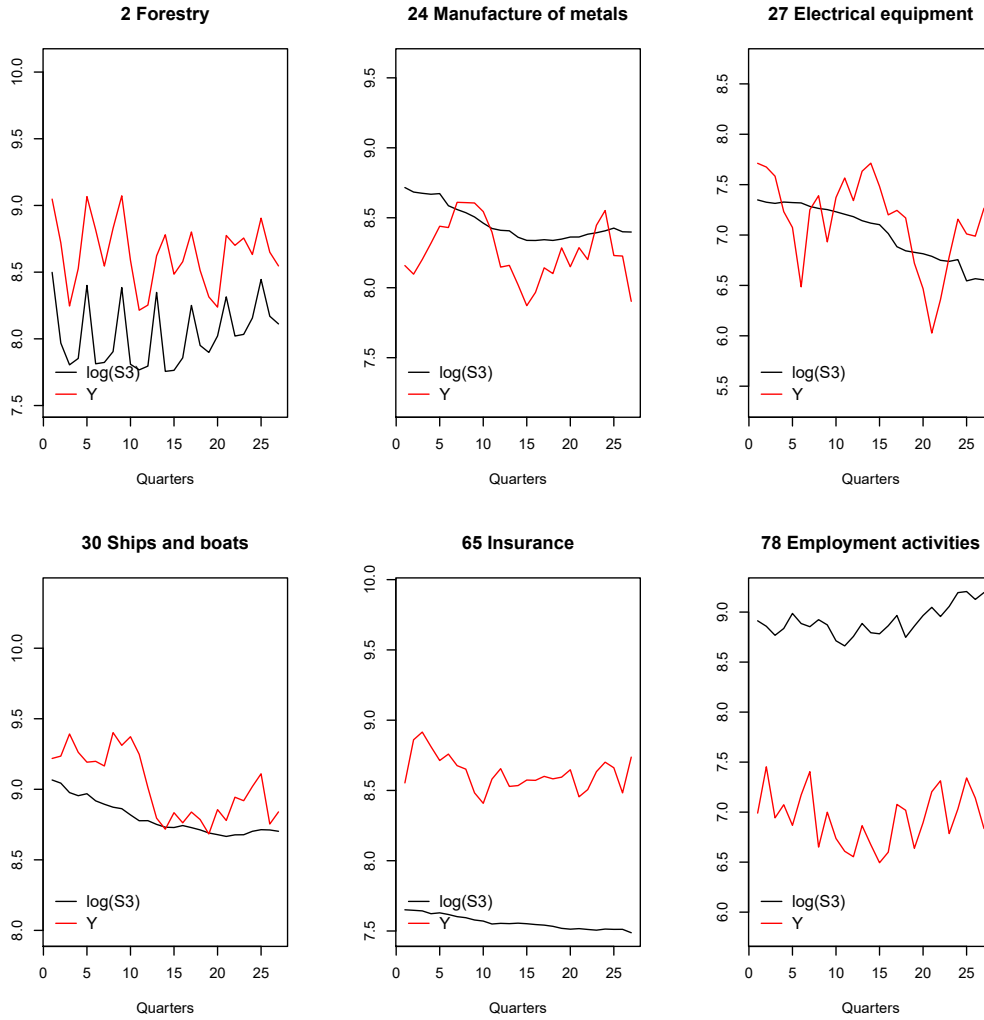 2 Forestry
10.0
9.5
9.0
8.5
8.0
7.5
log(S3)
Y
0 5 10 15 20 25
Quarters
24 Manufacture of metals
9.5
9.0
8.5
8.0
7.5
log(S3)
Y
0 5 10 15 20 25
Quarters
27 Electrical equipment
8.5
8.0
7.5
7.0
6.5
6.0
5.5
log(S3)
Y
0 5 10 15 20 25
Quarters
30 Ships and boats
10.0
9.5
9.0
8.5
8.0
log(S3)
Y
0 5 10 15 20 25
Quarters
65 Insurance
10.0
9.5
9.0
8.5
8.0
7.5
log(S3)
Y
0 5 10 15 20 25
Quarters
78 Employment activities
9.0
8.5
8.0
7.5
7.0
6.5
6.0
log(S3)
Y
0 5 10 15 20 25
Quarters